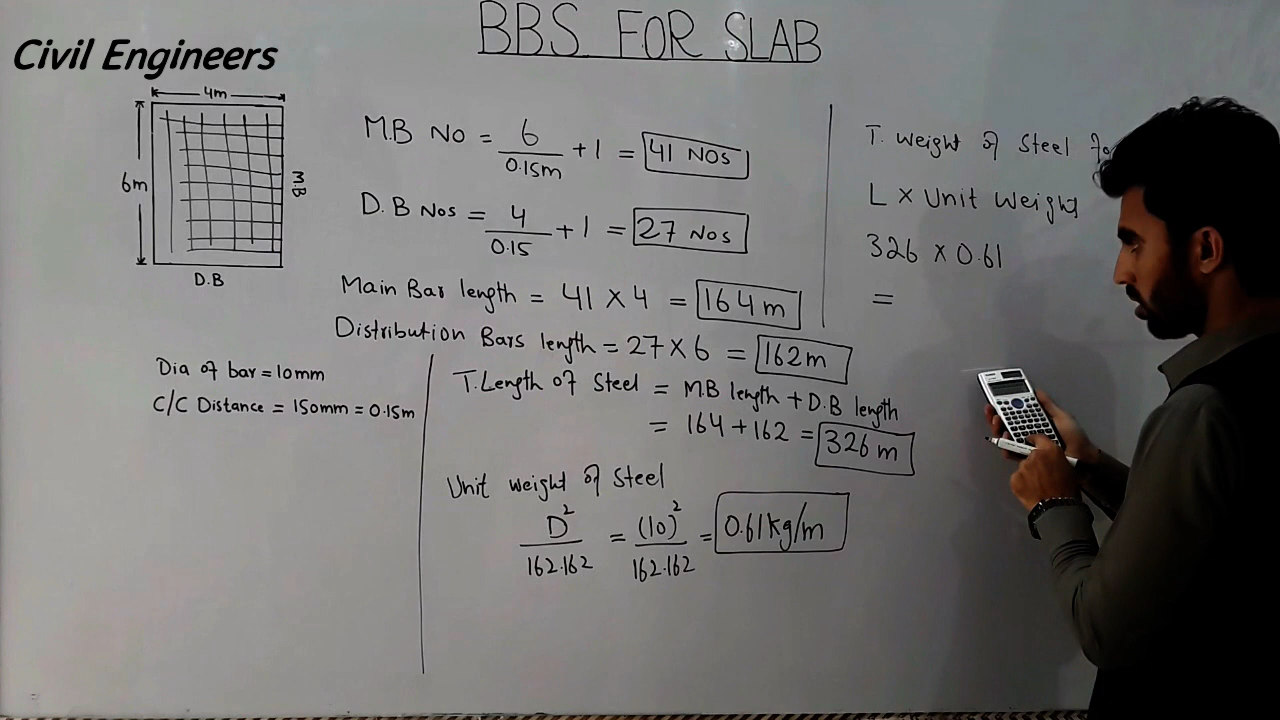 BBS FOR SLAB
Civil Engineers
4m
6m
M.B
D.B
M.B No = 6 / 0.15m + 1 = 41 Nos
D.B Nos = 4 / 0.15 + 1 = 27 Nos
Main Bar length = 41 × 4 = 164 m
Distribution Bars length = 27 × 6 = 162m
Dia of bar = 10mm
C/C Distance = 150mm = 0.15m
T.Length of Steel = M.B length + D.B length
= 164 + 162 = 326 m
Unit weight of Steel
D² / 162.162 = (10)² / 162.162 = 0.61kg/m
T. weight of Steel
L × Unit Weight
326 × 0.61
=